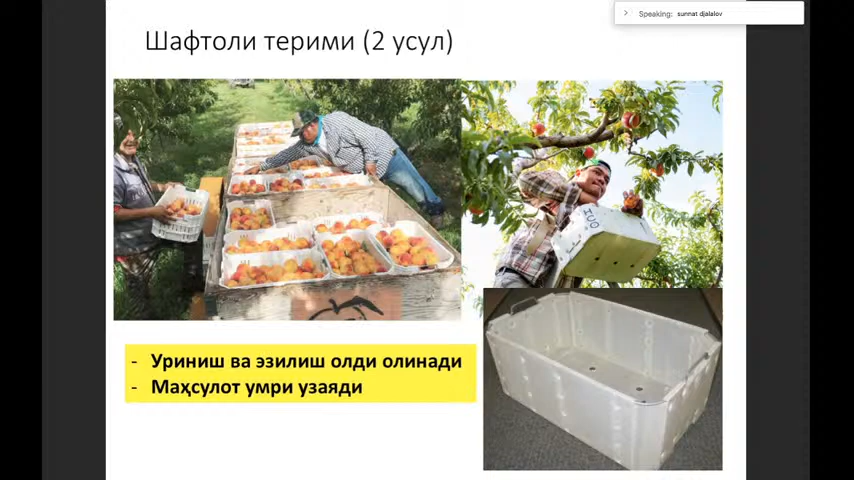 Speaking: sunnat djalalov
Шафтоли терими (2 усул)
- Уриниш ва эзилиш олди олинади
- Маҳсулот умри узаяди